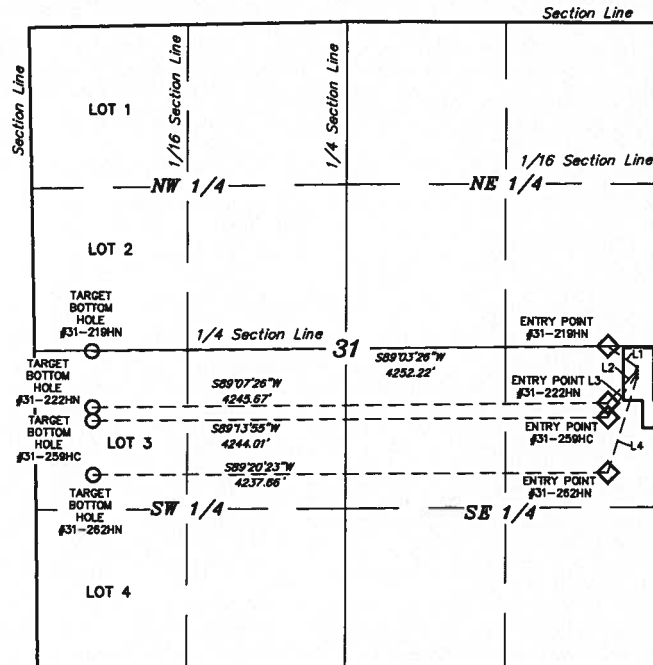 Section Line
Section Line
1/16 Section Line
1/4 Section Line
LOT 1
1/16 Section Line
NW 1/4
NE 1/4
LOT 2
TARGET
BOTTOM
HOLE
#31-219HN
1/4 Section Line
31
S89°03'26"W
4252.22'
ENTRY POINT
#31-219HN
L1
L2
L3
TARGET
BOTTOM
HOLE
#31-222HN
S89°07'26"W
4245.67'
ENTRY POINT
#31-222HN
TARGET
BOTTOM
HOLE
#31-259HC
LOT 3
S89°13'55"W
4244.01'
ENTRY POINT
#31-259HC
L4
S89°20'23"W
4237.66'
ENTRY POINT
#31-262HN
TARGET
BOTTOM
HOLE
#31-262HN
SW 1/4
SE 1/4
LOT 4